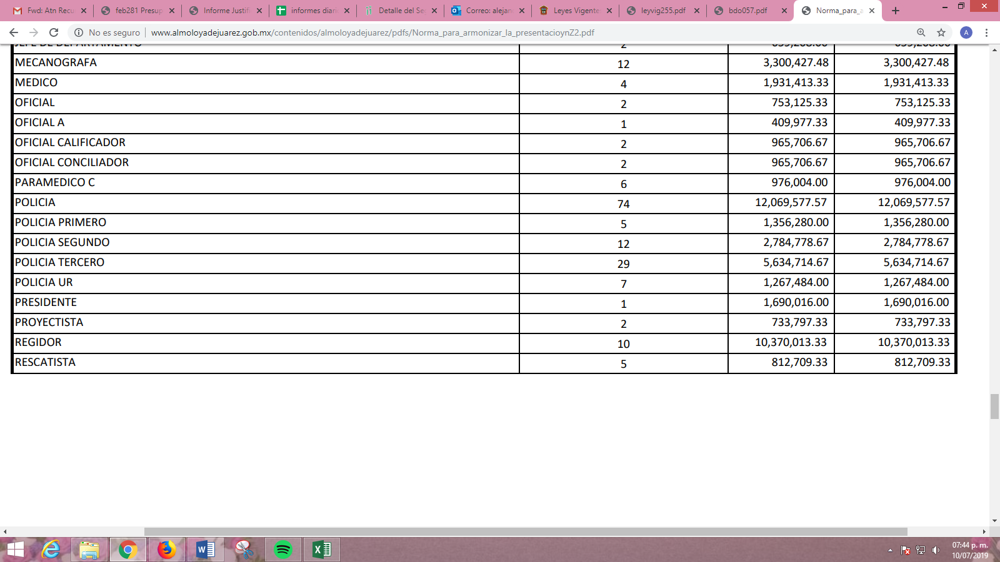 Fwd: Atn Recu
feb281 Presup
Informe Justifi
informes diari
Detalle del Se
Correo: alejan
Leyes Vigente
leyvig255.pdf
bdo057.pdf
Norma_para_a
No es seguro | www.almoloyadejuarez.gob.mx/contenidos/almoloyadejuarez/pdfs/Norma_para_armonizar_la_presentacioynZ2.pdf
A
JEFE DE DEPARTAMENTO 2
MECANOGRAFA 12 3,300,427.48 3,300,427.48
MEDICO 4 1,931,413.33 1,931,413.33
OFICIAL 2 753,125.33 753,125.33
OFICIAL A 1 409,977.33 409,977.33
OFICIAL CALIFICADOR 2 965,706.67 965,706.67
OFICIAL CONCILIADOR 2 965,706.67 965,706.67
PARAMEDICO C 6 976,004.00 976,004.00
POLICIA 74 12,069,577.57 12,069,577.57
POLICIA PRIMERO 5 1,356,280.00 1,356,280.00
POLICIA SEGUNDO 12 2,784,778.67 2,784,778.67
POLICIA TERCERO 29 5,634,714.67 5,634,714.67
POLICIA UR 7 1,267,484.00 1,267,484.00
PRESIDENTE 1 1,690,016.00 1,690,016.00
PROYECTISTA 2 733,797.33 733,797.33
REGIDOR 10 10,370,013.33 10,370,013.33
RESCATISTA 5 812,709.33 812,709.33
07:44 p. m.
10/07/2019